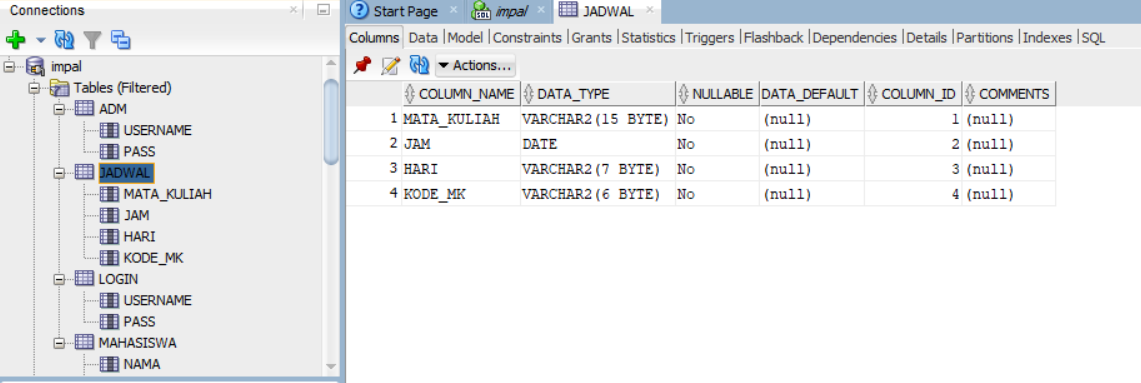 Connections
impal
Tables (Filtered)
ADM
USERNAME
PASS
JADWAL
MATA_KULIAH
JAM
HARI
KODE_MK
LOGIN
USERNAME
PASS
MAHASISWA
NAMA
Start Page impal JADWAL
Columns Data |Model |Constraints |Grants |Statistics |Triggers |Flashback |Dependencies |Details |Partitions |Indexes |SQL
Actions...
COLUMN_NAME DATA_TYPE NULLABLE DATA_DEFAULT COLUMN_ID COMMENTS
1 MATA_KULIAH VARCHAR2(15 BYTE) No (null) 1 (null)
2 JAM DATE No (null) 2 (null)
3 HARI VARCHAR2(7 BYTE) No (null) 3 (null)
4 KODE_MK VARCHAR2(6 BYTE) No (null) 4 (null)